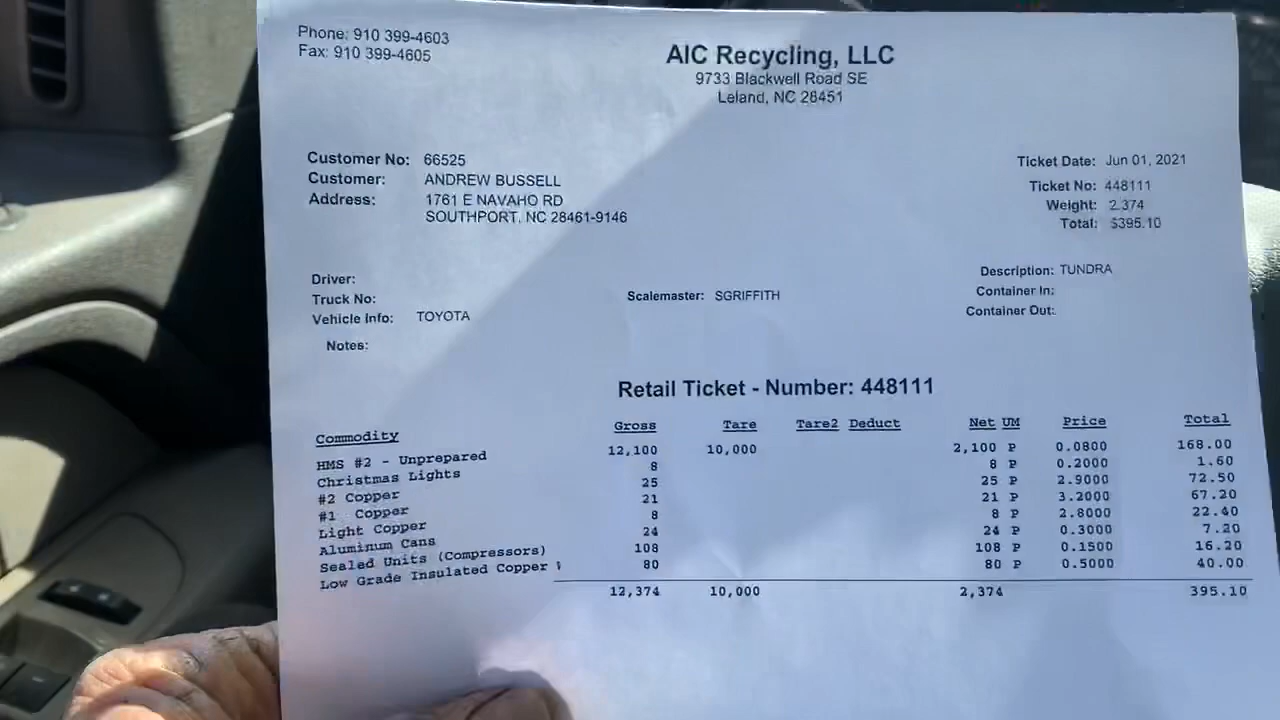 Phone: 910 399-4603
Fax: 910 399-4605
AIC Recycling, LLC
9733 Blackwell Road SE
Leland, NC 28451
Customer No: 66525
Customer: ANDREW BUSSELL
Address: 1761 E NAVAHO RD
SOUTHPORT, NC 28461-9146
Ticket Date: Jun 01, 2021
Ticket No: 448111
Weight: 2.374
Total: $395.10
Driver:
Truck No:
Vehicle Info: TOYOTA
Notes:
Scalemaster: SGRIFFITH
Description: TUNDRA
Container In:
Container Out:
Retail Ticket - Number: 448111
Commodity Gross Tare Tare2 Deduct Net UM Price Total
HMS #2 - Unprepared 12,100 10,000 2,100 P 0.0800 168.00
Christmas Lights 8 8 P 0.2000 1.60
#2 Copper 25 25 P 2.9000 72.50
#1 Copper 21 21 P 3.2000 67.20
Light Copper 8 8 P 2.8000 22.40
Aluminum Cans 24 24 P 0.3000 7.20
Sealed Units (Compressors) 108 108 P 0.1500 16.20
Low Grade Insulated Copper 80 80 P 0.5000 40.00
12,374 10,000 2,374 395.10